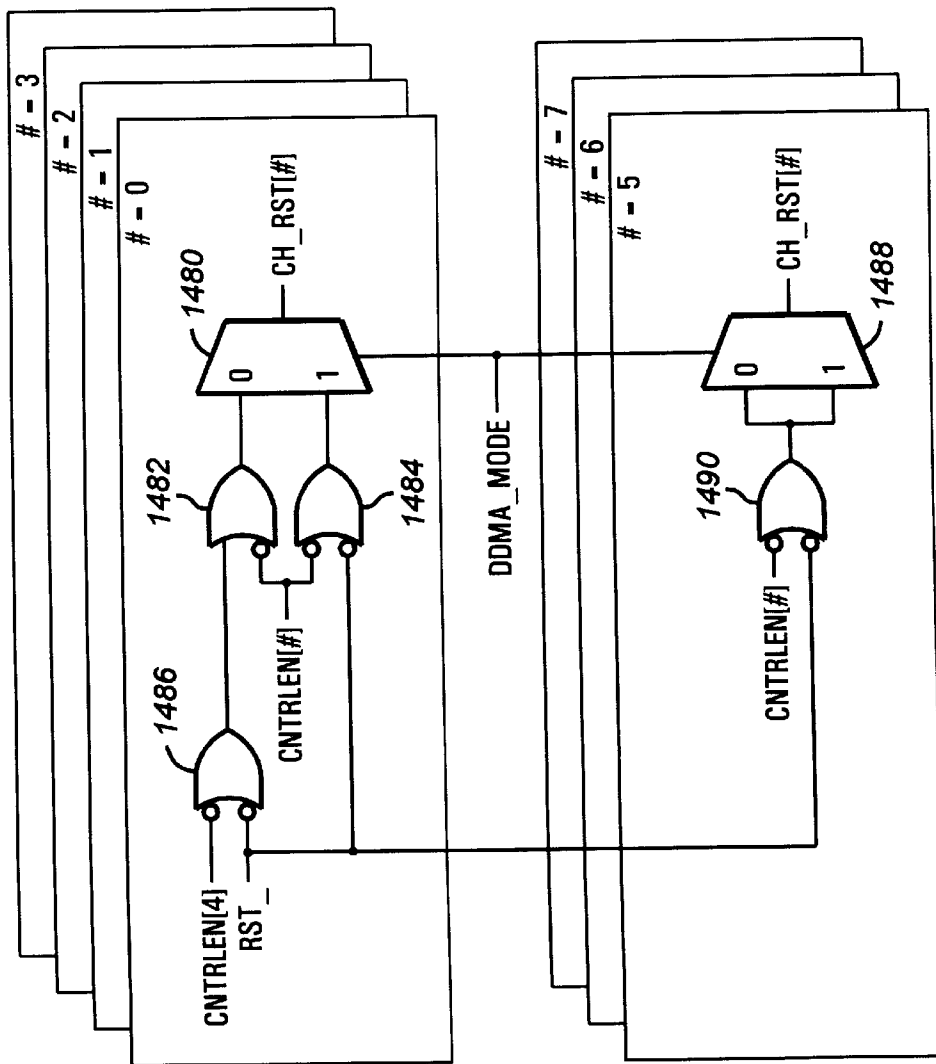 # = 3
# = 2
# = 1
# = 0
1480
0
1
CH_RST[#]
1482
1484
1486
CNTRLEN[4]
RST_
CNTRLEN[#]
DDMA_MODE
# = 7
# = 6
# = 5
1488
0
1
CH_RST[#]
1490
CNTRLEN[#]